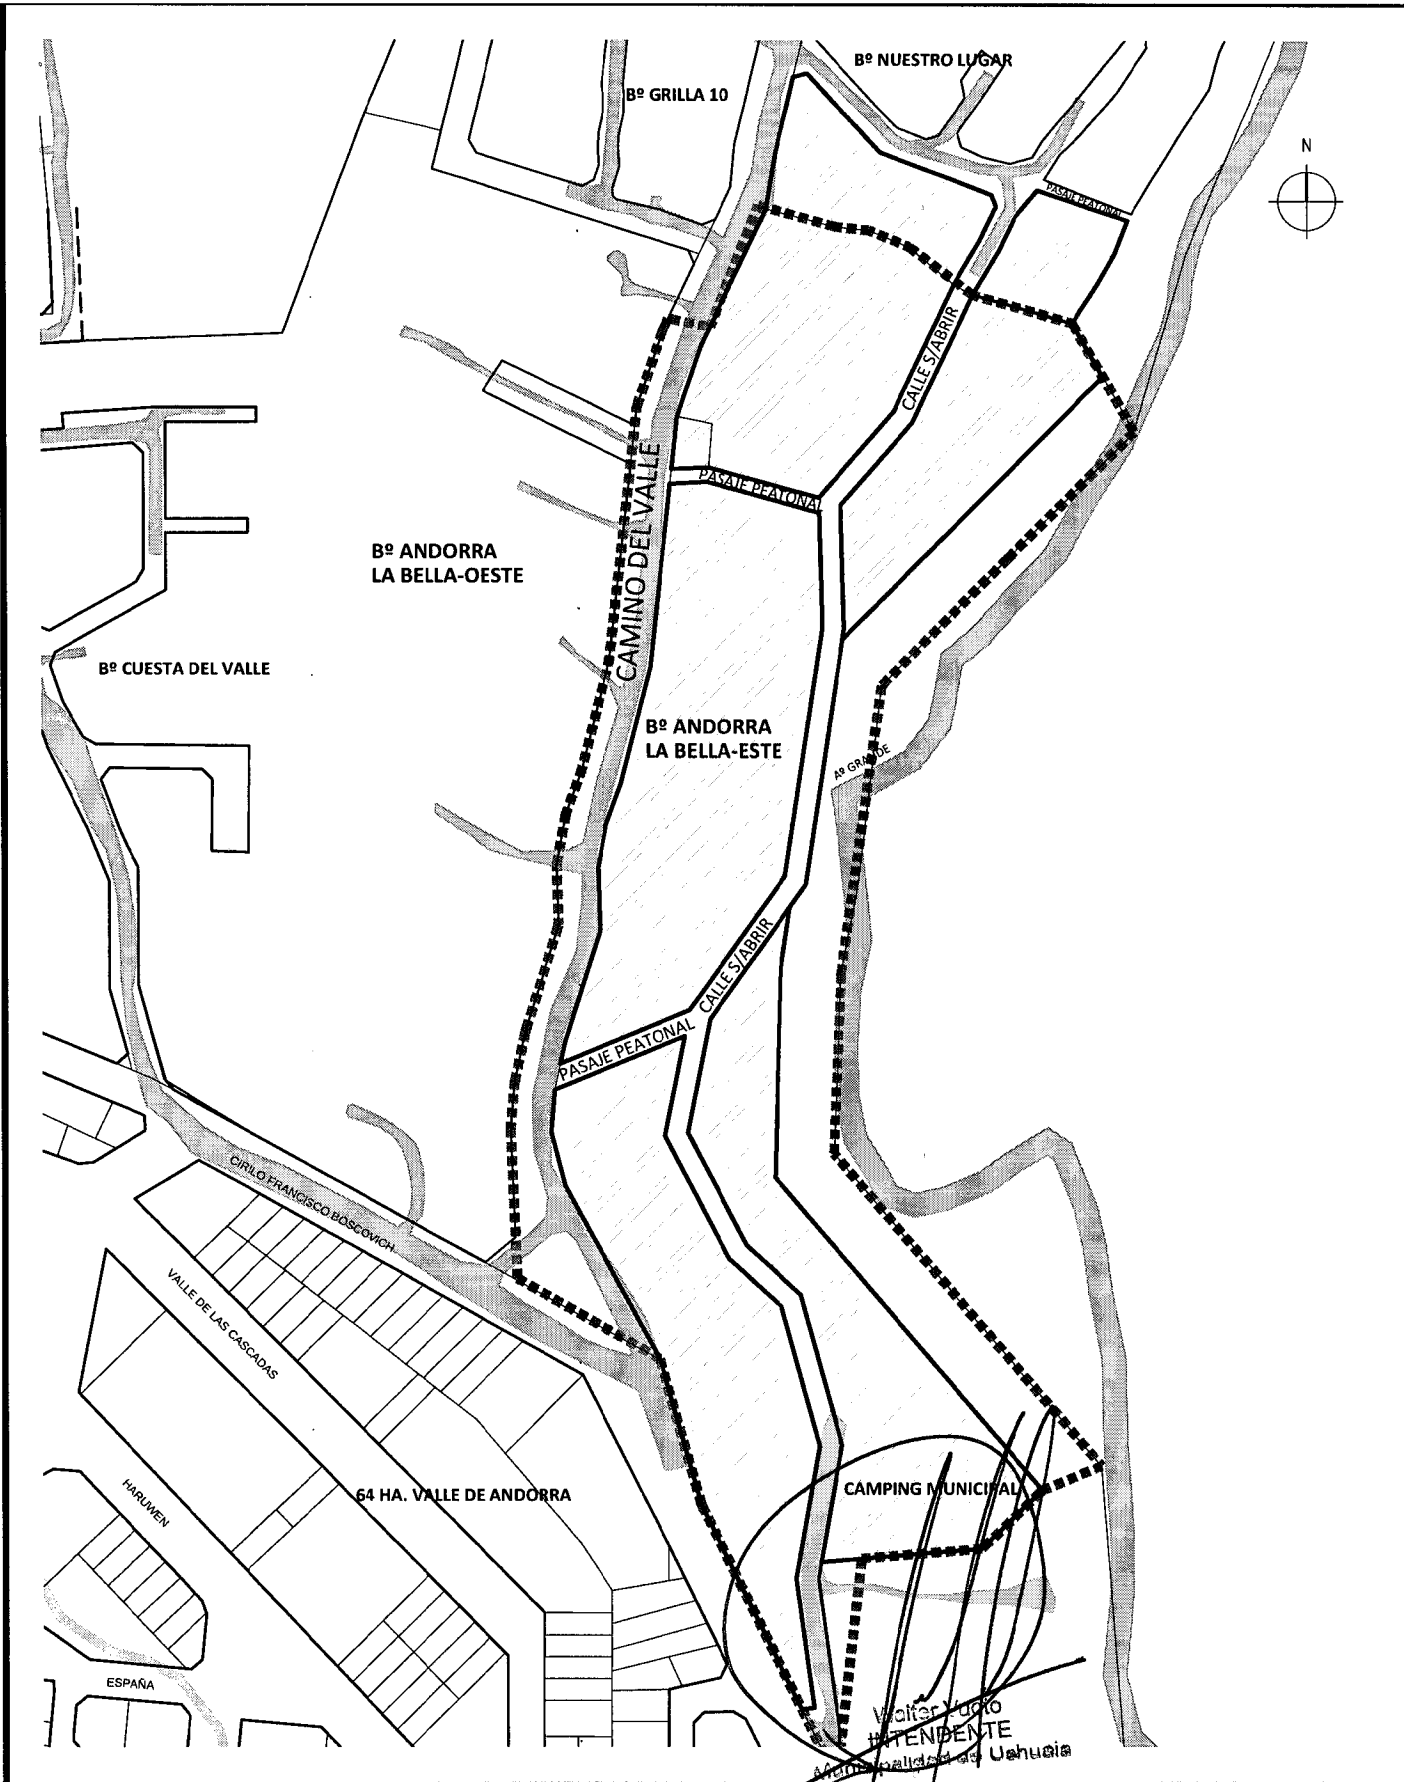 Bº NUESTRO LUGAR
Bº GRILLA 10
N
PASAJE PEATONAL
CALLE S/ABRIR
CAMINO DEL VALLE
PASAJE PEATONAL
Bº ANDORRA
LA BELLA-OESTE
Bº CUESTA DEL VALLE
Bº ANDORRA
LA BELLA-ESTE
Aº GRANDE
CALLE S/ABRIR
PASAJE PEATONAL
CIRILO FRANCISCO BOSCOVICH
VALLE DE LAS CASCADAS
HARUWEN
64 HA. VALLE DE ANDORRA
CAMPING MUNICIPAL
ESPAÑA
Walter Vuoto
INTENDENTE
Municipalidad de Ushuaia